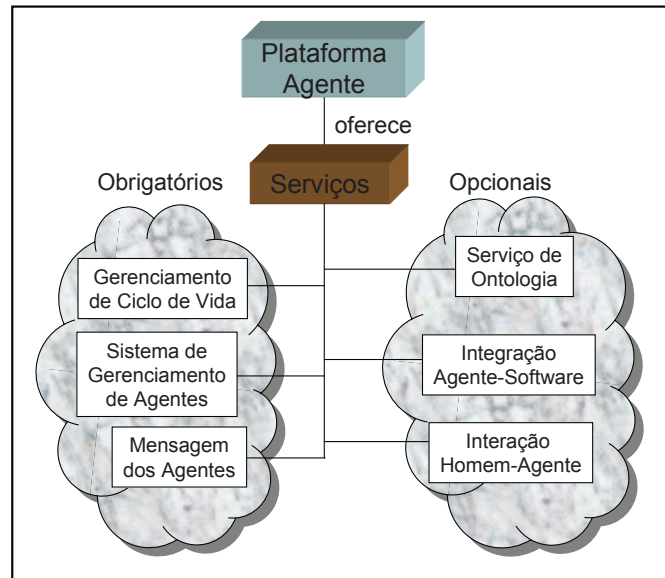 Plataforma
Agente
oferece
Serviços
Obrigatórios
Opcionais
Gerenciamento
de Ciclo de Vida
Sistema de
Gerenciamento
de Agentes
Mensagem
dos Agentes
Serviço de
Ontologia
Integração
Agente-Software
Interação
Homem-Agente